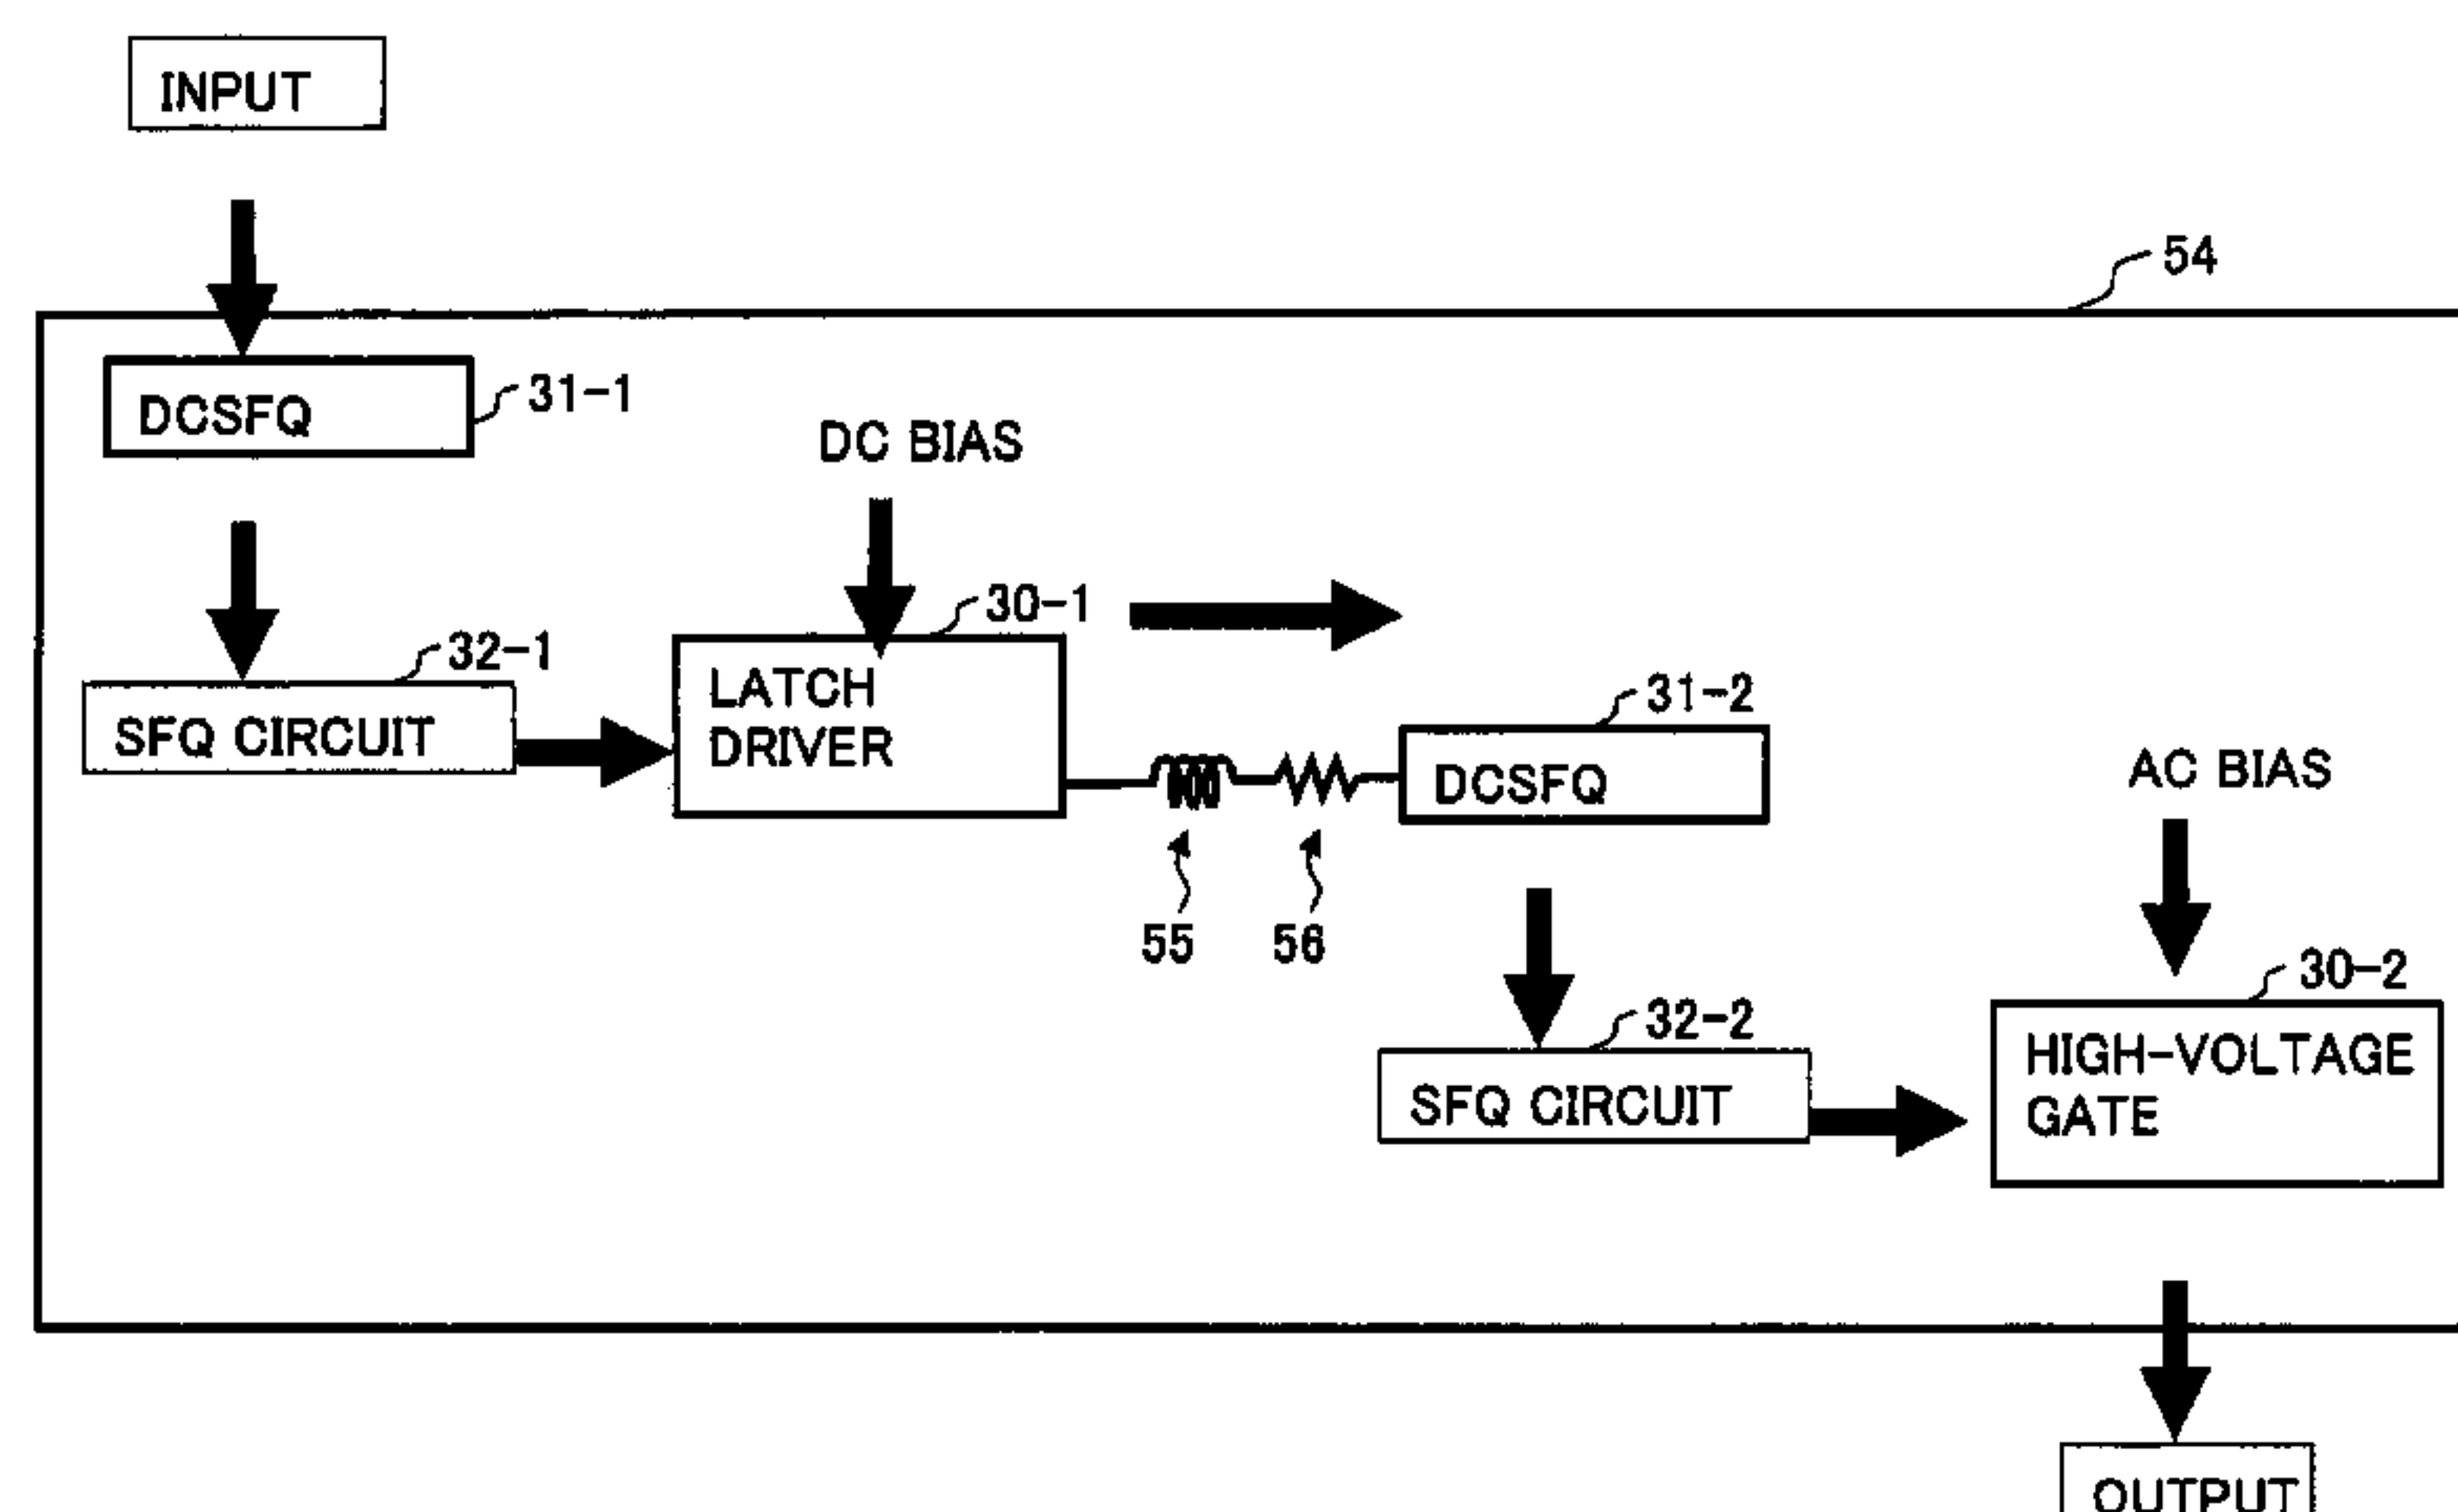 INPUT
54
DCSFQ
31-1
DC BIAS
30-1
32-1
LATCH
DRIVER
SFQ CIRCUIT
31-2
DCSFQ
AC BIAS
55
56
30-2
32-2
HIGH-VOLTAGE
GATE
SFQ CIRCUIT
OUTPUT